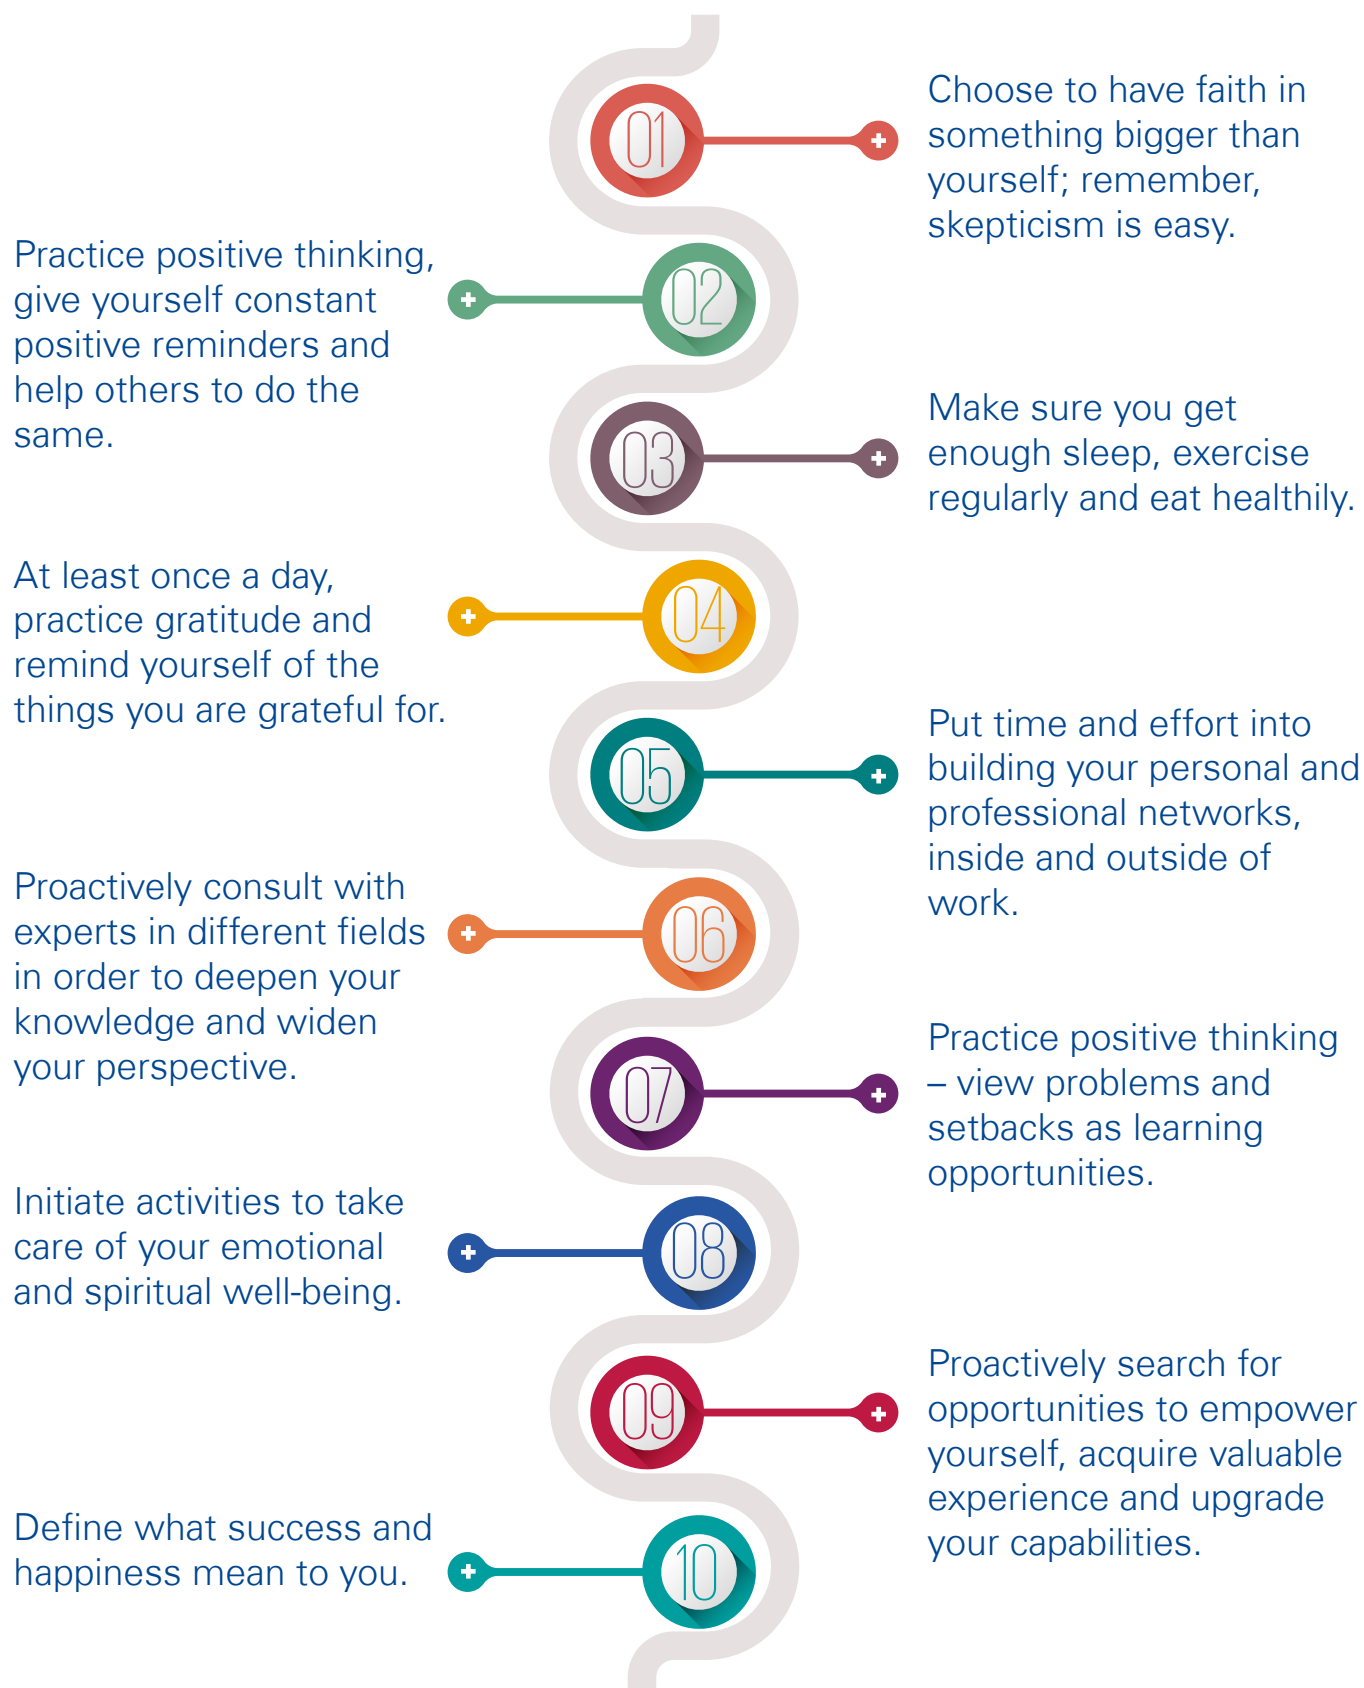 01
Choose to have faith in
something bigger than
yourself; remember,
skepticism is easy.
02
Practice positive thinking,
give yourself constant
positive reminders and
help others to do the
same.
03
Make sure you get
enough sleep, exercise
regularly and eat healthily.
04
At least once a day,
practice gratitude and
remind yourself of the
things you are grateful for.
05
Put time and effort into
building your personal and
professional networks,
inside and outside of
work.
06
Proactively consult with
experts in different fields
in order to deepen your
knowledge and widen
your perspective.
07
Practice positive thinking
– view problems and
setbacks as learning
opportunities.
08
Initiate activities to take
care of your emotional
and spiritual well-being.
09
Proactively search for
opportunities to empower
yourself, acquire valuable
experience and upgrade
your capabilities.
10
Define what success and
happiness mean to you.